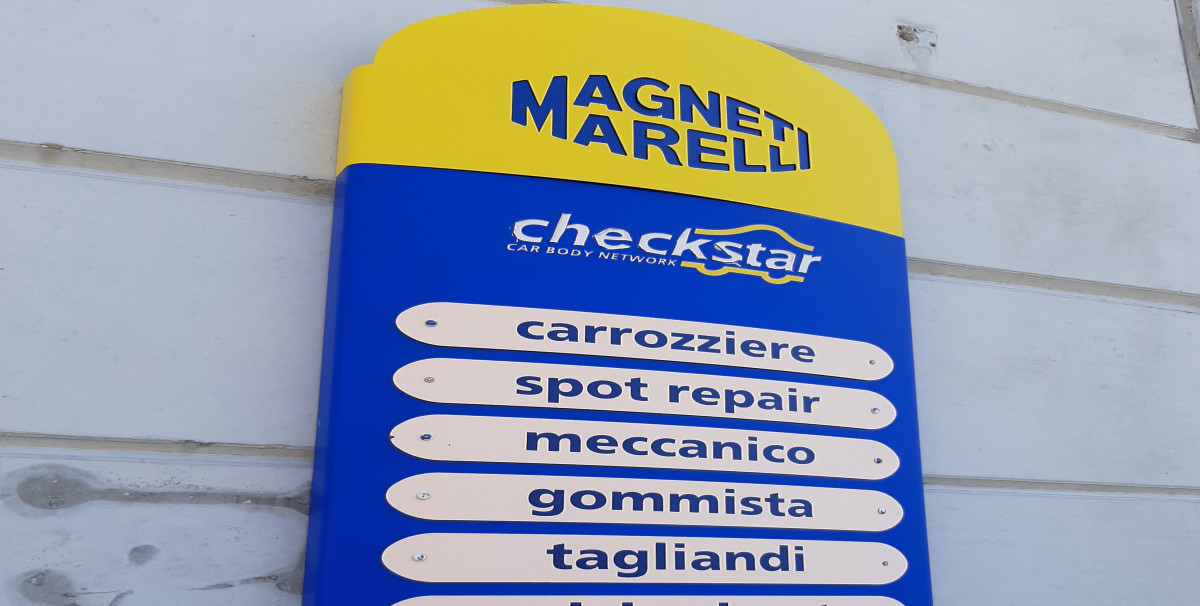 MAGNETI
MARELLI
checkstar
CAR BODY NETWORK
carrozziere
spot repair
meccanico
gommista
tagliandi